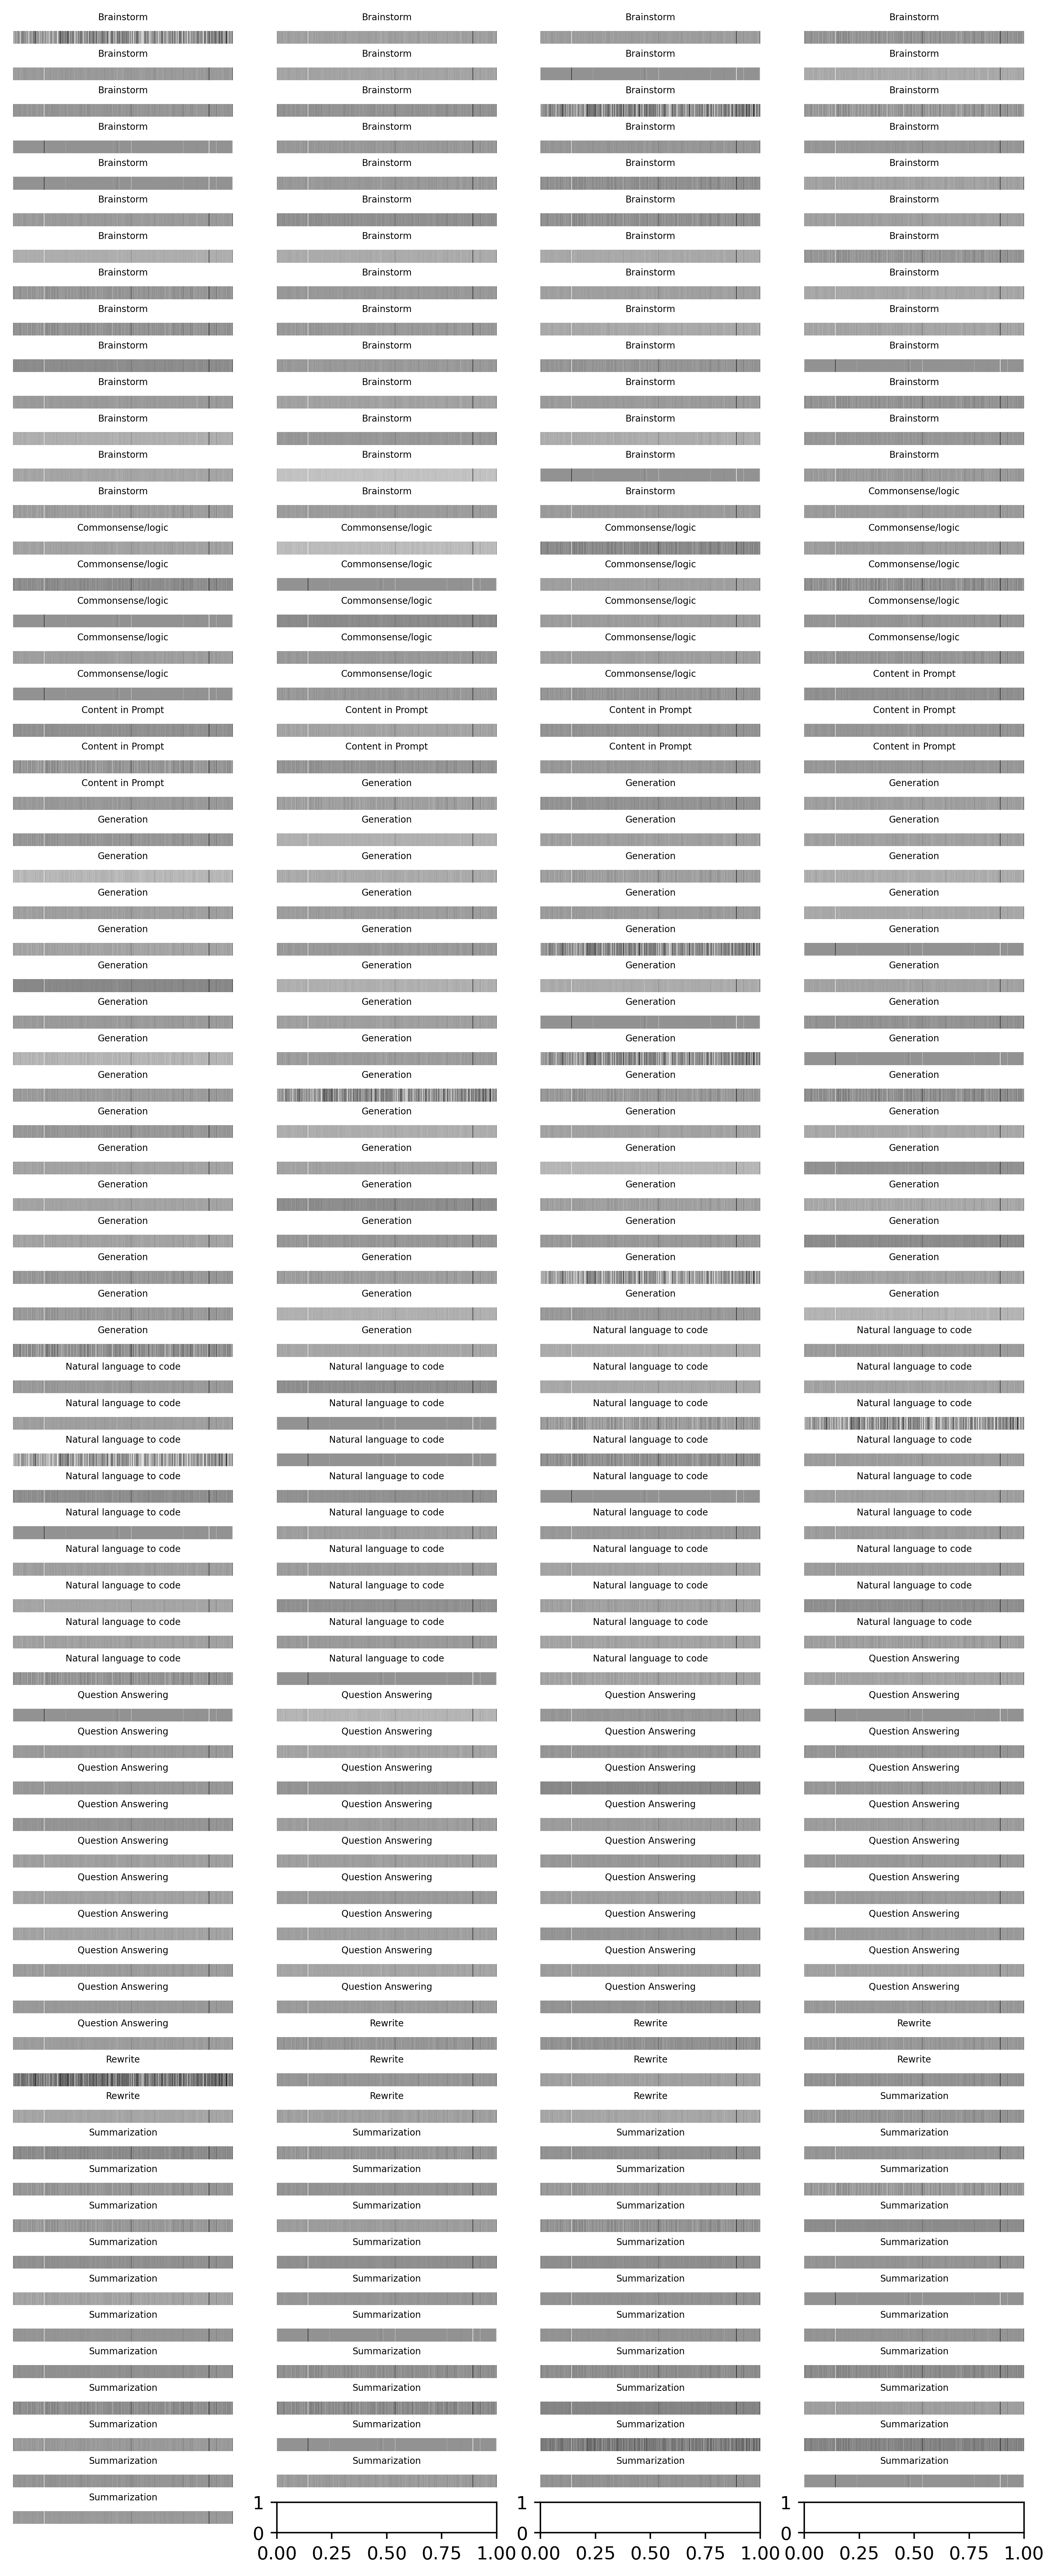 Brainstorm Brainstorm Brainstorm Brainstorm
Brainstorm Brainstorm Brainstorm Brainstorm
Brainstorm Brainstorm Brainstorm Brainstorm
Brainstorm Brainstorm Brainstorm Brainstorm
Brainstorm Brainstorm Brainstorm Brainstorm
Brainstorm Brainstorm Brainstorm Brainstorm
Brainstorm Brainstorm Brainstorm Brainstorm
Brainstorm Brainstorm Brainstorm Brainstorm
Brainstorm Brainstorm Brainstorm Brainstorm
Brainstorm Brainstorm Brainstorm Brainstorm
Brainstorm Brainstorm Brainstorm Brainstorm
Brainstorm Brainstorm Brainstorm Brainstorm
Brainstorm Brainstorm Brainstorm Brainstorm
Brainstorm Brainstorm Brainstorm Commonsense/logic
Commonsense/logic Commonsense/logic Commonsense/logic Commonsense/logic
Commonsense/logic Commonsense/logic Commonsense/logic Commonsense/logic
Commonsense/logic Commonsense/logic Commonsense/logic Commonsense/logic
Commonsense/logic Commonsense/logic Commonsense/logic Commonsense/logic
Commonsense/logic Commonsense/logic Commonsense/logic Content in Prompt
Content in Prompt Content in Prompt Content in Prompt Content in Prompt
Content in Prompt Content in Prompt Content in Prompt Content in Prompt
Content in Prompt Generation Generation Generation
Generation Generation Generation Generation
Generation Generation Generation Generation
Generation Generation Generation Generation
Generation Generation Generation Generation
Generation Generation Generation Generation
Generation Generation Generation Generation
Generation Generation Generation Generation
Generation Generation Generation Generation
Generation Generation Generation Generation
Generation Generation Generation Generation
Generation Generation Generation Generation
Generation Generation Generation Generation
Generation Generation Generation Generation
Generation Generation Generation Generation
Generation Generation Natural language to code Natural language to code
Natural language to code Natural language to code Natural language to code Natural language to code
Natural language to code Natural language to code Natural language to code Natural language to code
Natural language to code Natural language to code Natural language to code Natural language to code
Natural language to code Natural language to code Natural language to code Natural language to code
Natural language to code Natural language to code Natural language to code Natural language to code
Natural language to code Natural language to code Natural language to code Natural language to code
Natural language to code Natural language to code Natural language to code Natural language to code
Natural language to code Natural language to code Natural language to code Natural language to code
Natural language to code Natural language to code Natural language to code Question Answering
Question Answering Question Answering Question Answering Question Answering
Question Answering Question Answering Question Answering Question Answering
Question Answering Question Answering Question Answering Question Answering
Question Answering Question Answering Question Answering Question Answering
Question Answering Question Answering Question Answering Question Answering
Question Answering Question Answering Question Answering Question Answering
Question Answering Question Answering Question Answering Question Answering
Question Answering Question Answering Question Answering Question Answering
Question Answering Question Answering Question Answering Question Answering
Question Answering Rewrite Rewrite Rewrite
Rewrite Rewrite Rewrite Rewrite
Rewrite Rewrite Rewrite Summarization
Summarization Summarization Summarization Summarization
Summarization Summarization Summarization Summarization
Summarization Summarization Summarization Summarization
Summarization Summarization Summarization Summarization
Summarization Summarization Summarization Summarization
Summarization Summarization Summarization Summarization
Summarization Summarization Summarization Summarization
Summarization Summarization Summarization Summarization
Summarization Summarization Summarization Summarization
Summarization Summarization Summarization Summarization
Summarization
1 1 1
0 0 0
0.00 0.25 0.50 0.75 1.00 0.00 0.25 0.50 0.75 1.00 0.00 0.25 0.50 0.75 1.00